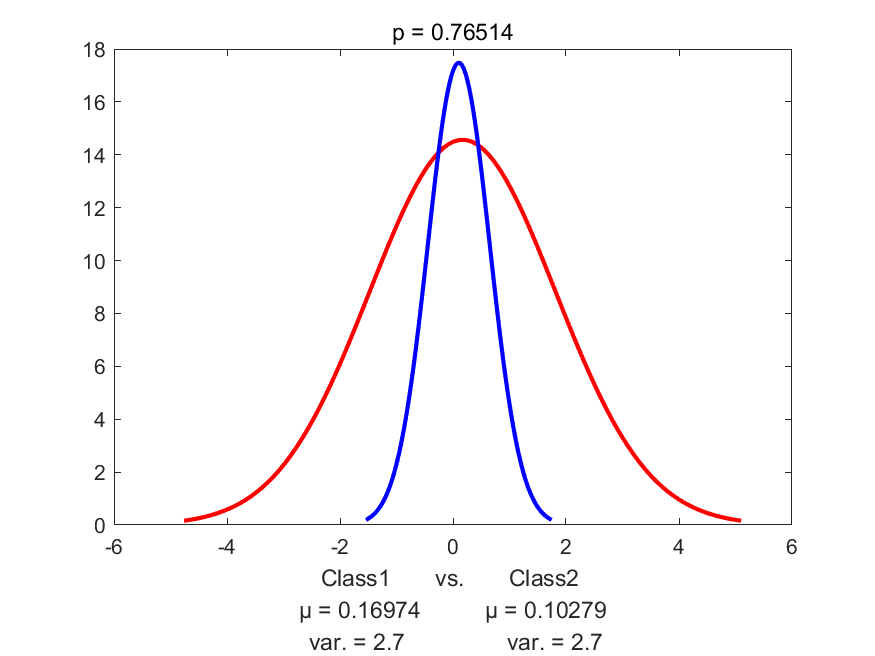 p = 0.76514
18
16
14
12
10
8
6
4
2
0
-6 -4 -2 0 2 4 6
Class1 vs. Class2
μ = 0.16974 μ = 0.10279
var. = 2.7 var. = 2.7